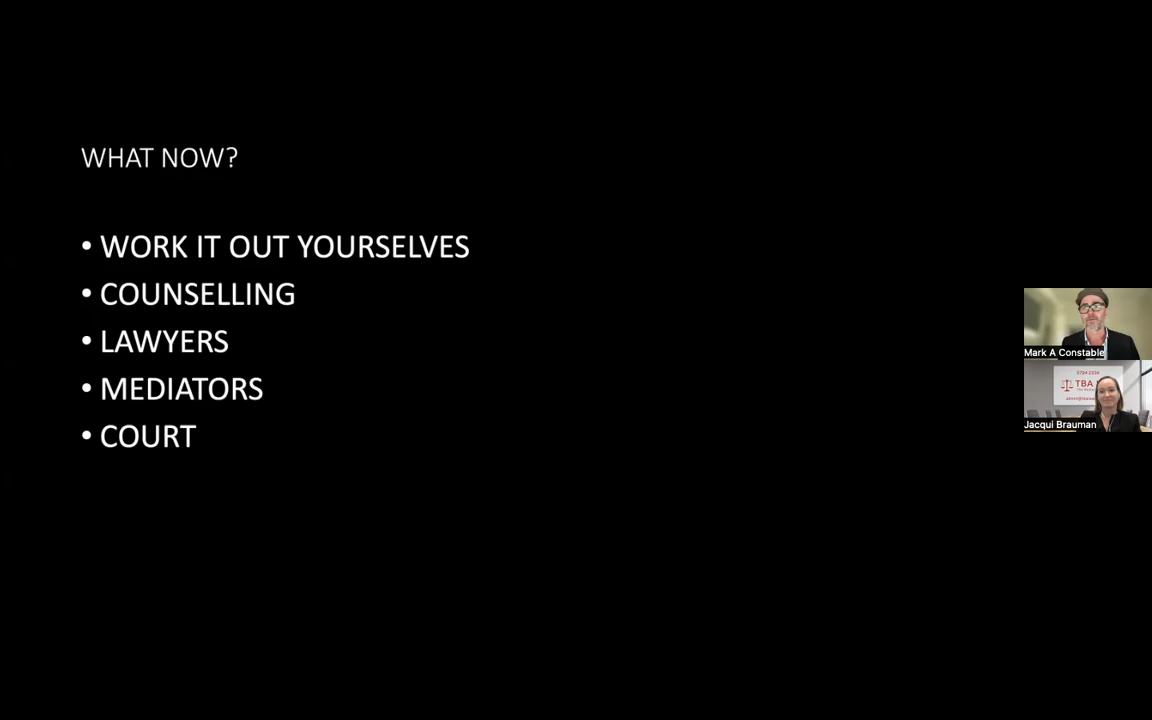 WHAT NOW?
• WORK IT OUT YOURSELVES
• COUNSELLING
• LAWYERS
• MEDIATORS
• COURT
Mark A Constable
TBA
Jacqui Brauman